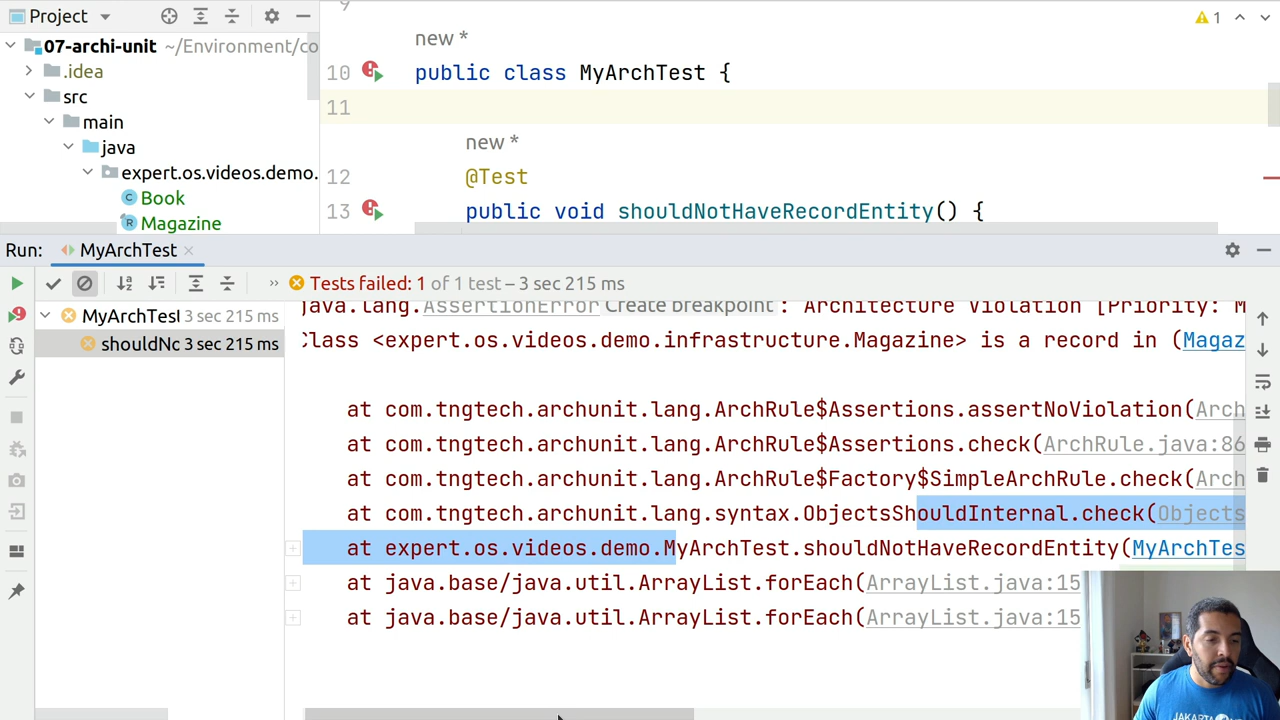 Project
07-archi-unit ~/Environment/co
.idea
src
main
java
expert.os.videos.demo.
Book
Magazine
9
new *
10 public class MyArchTest {
11
new *
12 @Test
13 public void shouldNotHaveRecordEntity() {
1
Run: MyArchTest
Tests failed: 1 of 1 test – 3 sec 215 ms
MyArchTest 3 sec 215 ms
shouldNo 3 sec 215 ms
java.lang.AssertionError Create breakpoint : Architecture Violation [Priority: M
Class <expert.os.videos.demo.infrastructure.Magazine> is a record in (Magaz
at com.tngtech.archunit.lang.ArchRule$Assertions.assertNoViolation(Arch
at com.tngtech.archunit.lang.ArchRule$Assertions.check(ArchRule.java:86
at com.tngtech.archunit.lang.ArchRule$Factory$SimpleArchRule.check(Arch
at com.tngtech.archunit.lang.syntax.ObjectsShouldInternal.check(Objects
at expert.os.videos.demo.MyArchTest.shouldNotHaveRecordEntity(MyArchTes
at java.base/java.util.ArrayList.forEach(ArrayList.java:15
at java.base/java.util.ArrayList.forEach(ArrayList.java:15
JAKARTA